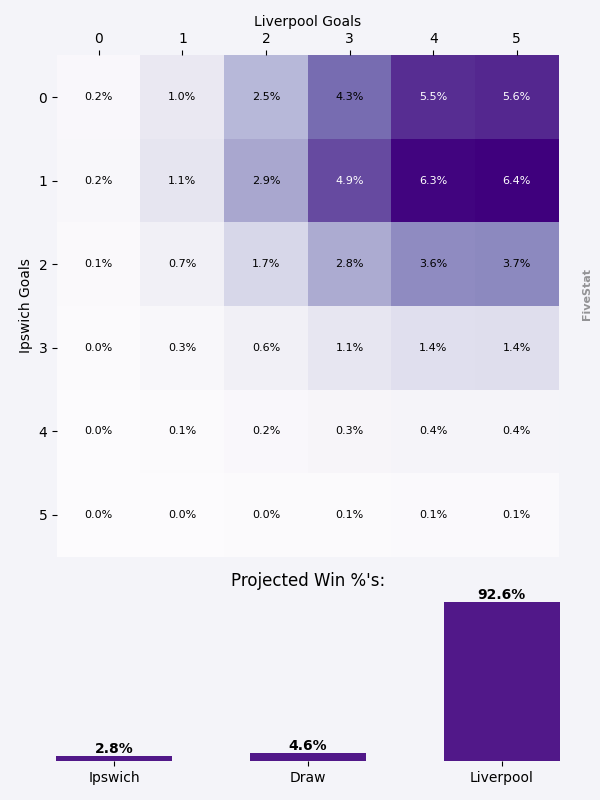 Liverpool Goals
0 1 2 3 4 5
0 0.2% 1.0% 2.5% 4.3% 5.5% 5.6%
1 0.2% 1.1% 2.9% 4.9% 6.3% 6.4%
2 0.1% 0.7% 1.7% 2.8% 3.6% 3.7%
3 0.0% 0.3% 0.6% 1.1% 1.4% 1.4%
4 0.0% 0.1% 0.2% 0.3% 0.4% 0.4%
5 0.0% 0.0% 0.0% 0.1% 0.1% 0.1%
Ipswich Goals
FiveStat
Projected Win %'s:
2.8% 4.6% 92.6%
Ipswich Draw Liverpool